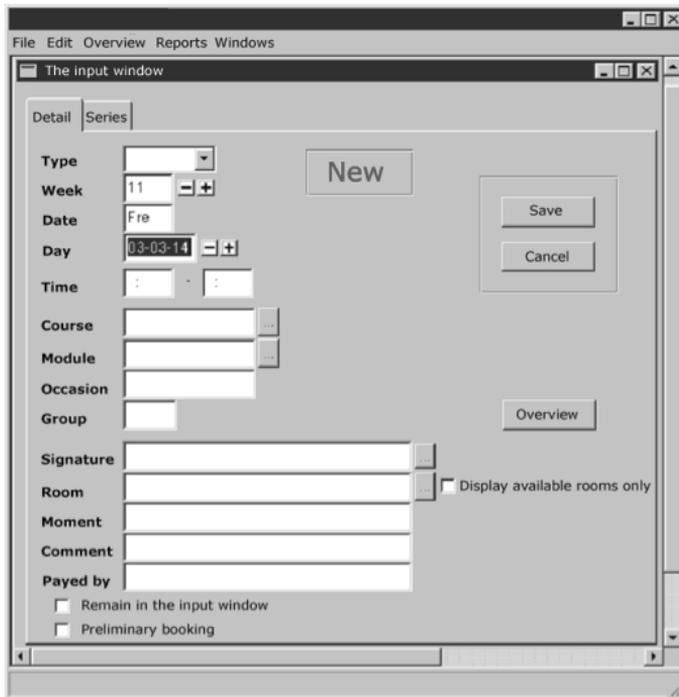 File Edit Overview Reports Windows
The input window
Detail Series
Type
New
Week 11
Save
Date Fre
Day 03-03-14
Cancel
Time : - :
Course ...
Module ...
Occasion
Group
Overview
Signature ...
Room ... Display available rooms only
Moment
Comment
Payed by
Remain in the input window
Preliminary booking